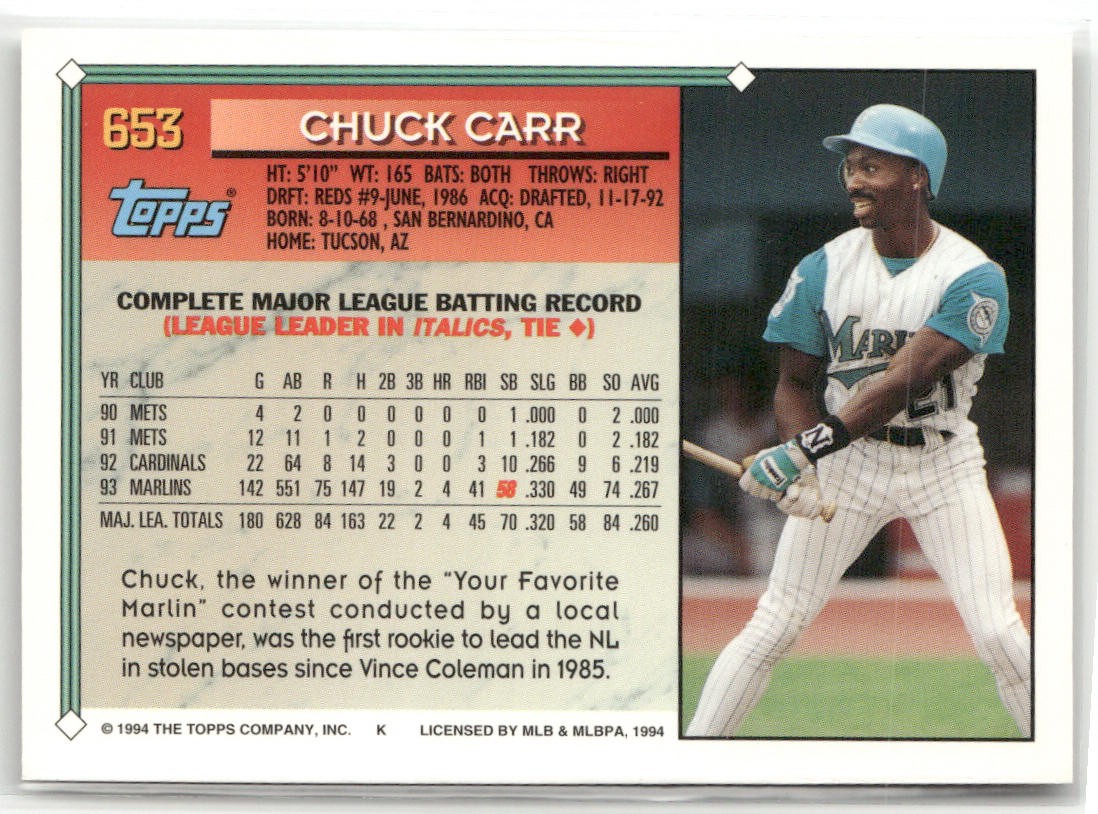 653
CHUCK CARR
Topps®
HT: 5'10" WT: 165 BATS: BOTH THROWS: RIGHT
DRFT: REDS #9-JUNE, 1986 ACQ: DRAFTED, 11-17-92
BORN: 8-10-68 , SAN BERNARDINO, CA
HOME: TUCSON, AZ
COMPLETE MAJOR LEAGUE BATTING RECORD
(LEAGUE LEADER IN ITALICS, TIE ♦)
YR CLUB G AB R H 2B 3B HR RBI SB SLG BB SO AVG
90 METS 4 2 0 0 0 0 0 0 1 .000 0 2 .000
91 METS 12 11 1 2 0 0 0 1 1 .182 0 2 .182
92 CARDINALS 22 64 8 14 3 0 0 3 10 .266 9 6 .219
93 MARLINS 142 551 75 147 19 2 4 41 58 .330 49 74 .267
MAJ. LEA. TOTALS 180 628 84 163 22 2 4 45 70 .320 58 84 .260
Chuck, the winner of the "Your Favorite
Marlin" contest conducted by a local
newspaper, was the first rookie to lead the NL
in stolen bases since Vince Coleman in 1985.
© 1994 THE TOPPS COMPANY, INC. K LICENSED BY MLB & MLBPA, 1994
MARL
21
N